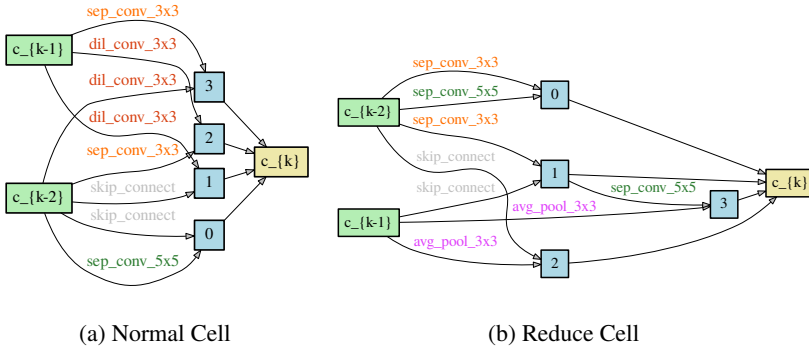 c_{k-1}
c_{k-2}
sep_conv_3x3
dil_conv_3x3
dil_conv_3x3
dil_conv_3x3
sep_conv_3x3
skip_connect
skip_connect
sep_conv_5x5
3
2
1
0
c_{k}
(a) Normal Cell
c_{k-2}
c_{k-1}
sep_conv_3x3
sep_conv_5x5
sep_conv_3x3
skip_connect
skip_connect
avg_pool_3x3
avg_pool_3x3
sep_conv_5x5
0
1
3
2
c_{k}
(b) Reduce Cell